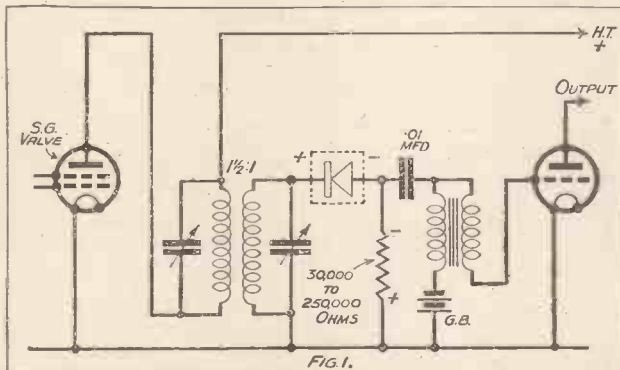 H.T.
+
OUTPUT
S.G.
VALVE
1½:1
+
-
.01
MFD
-
30,000
TO
250,000
OHMS
+
G.B.
FIG. 1.